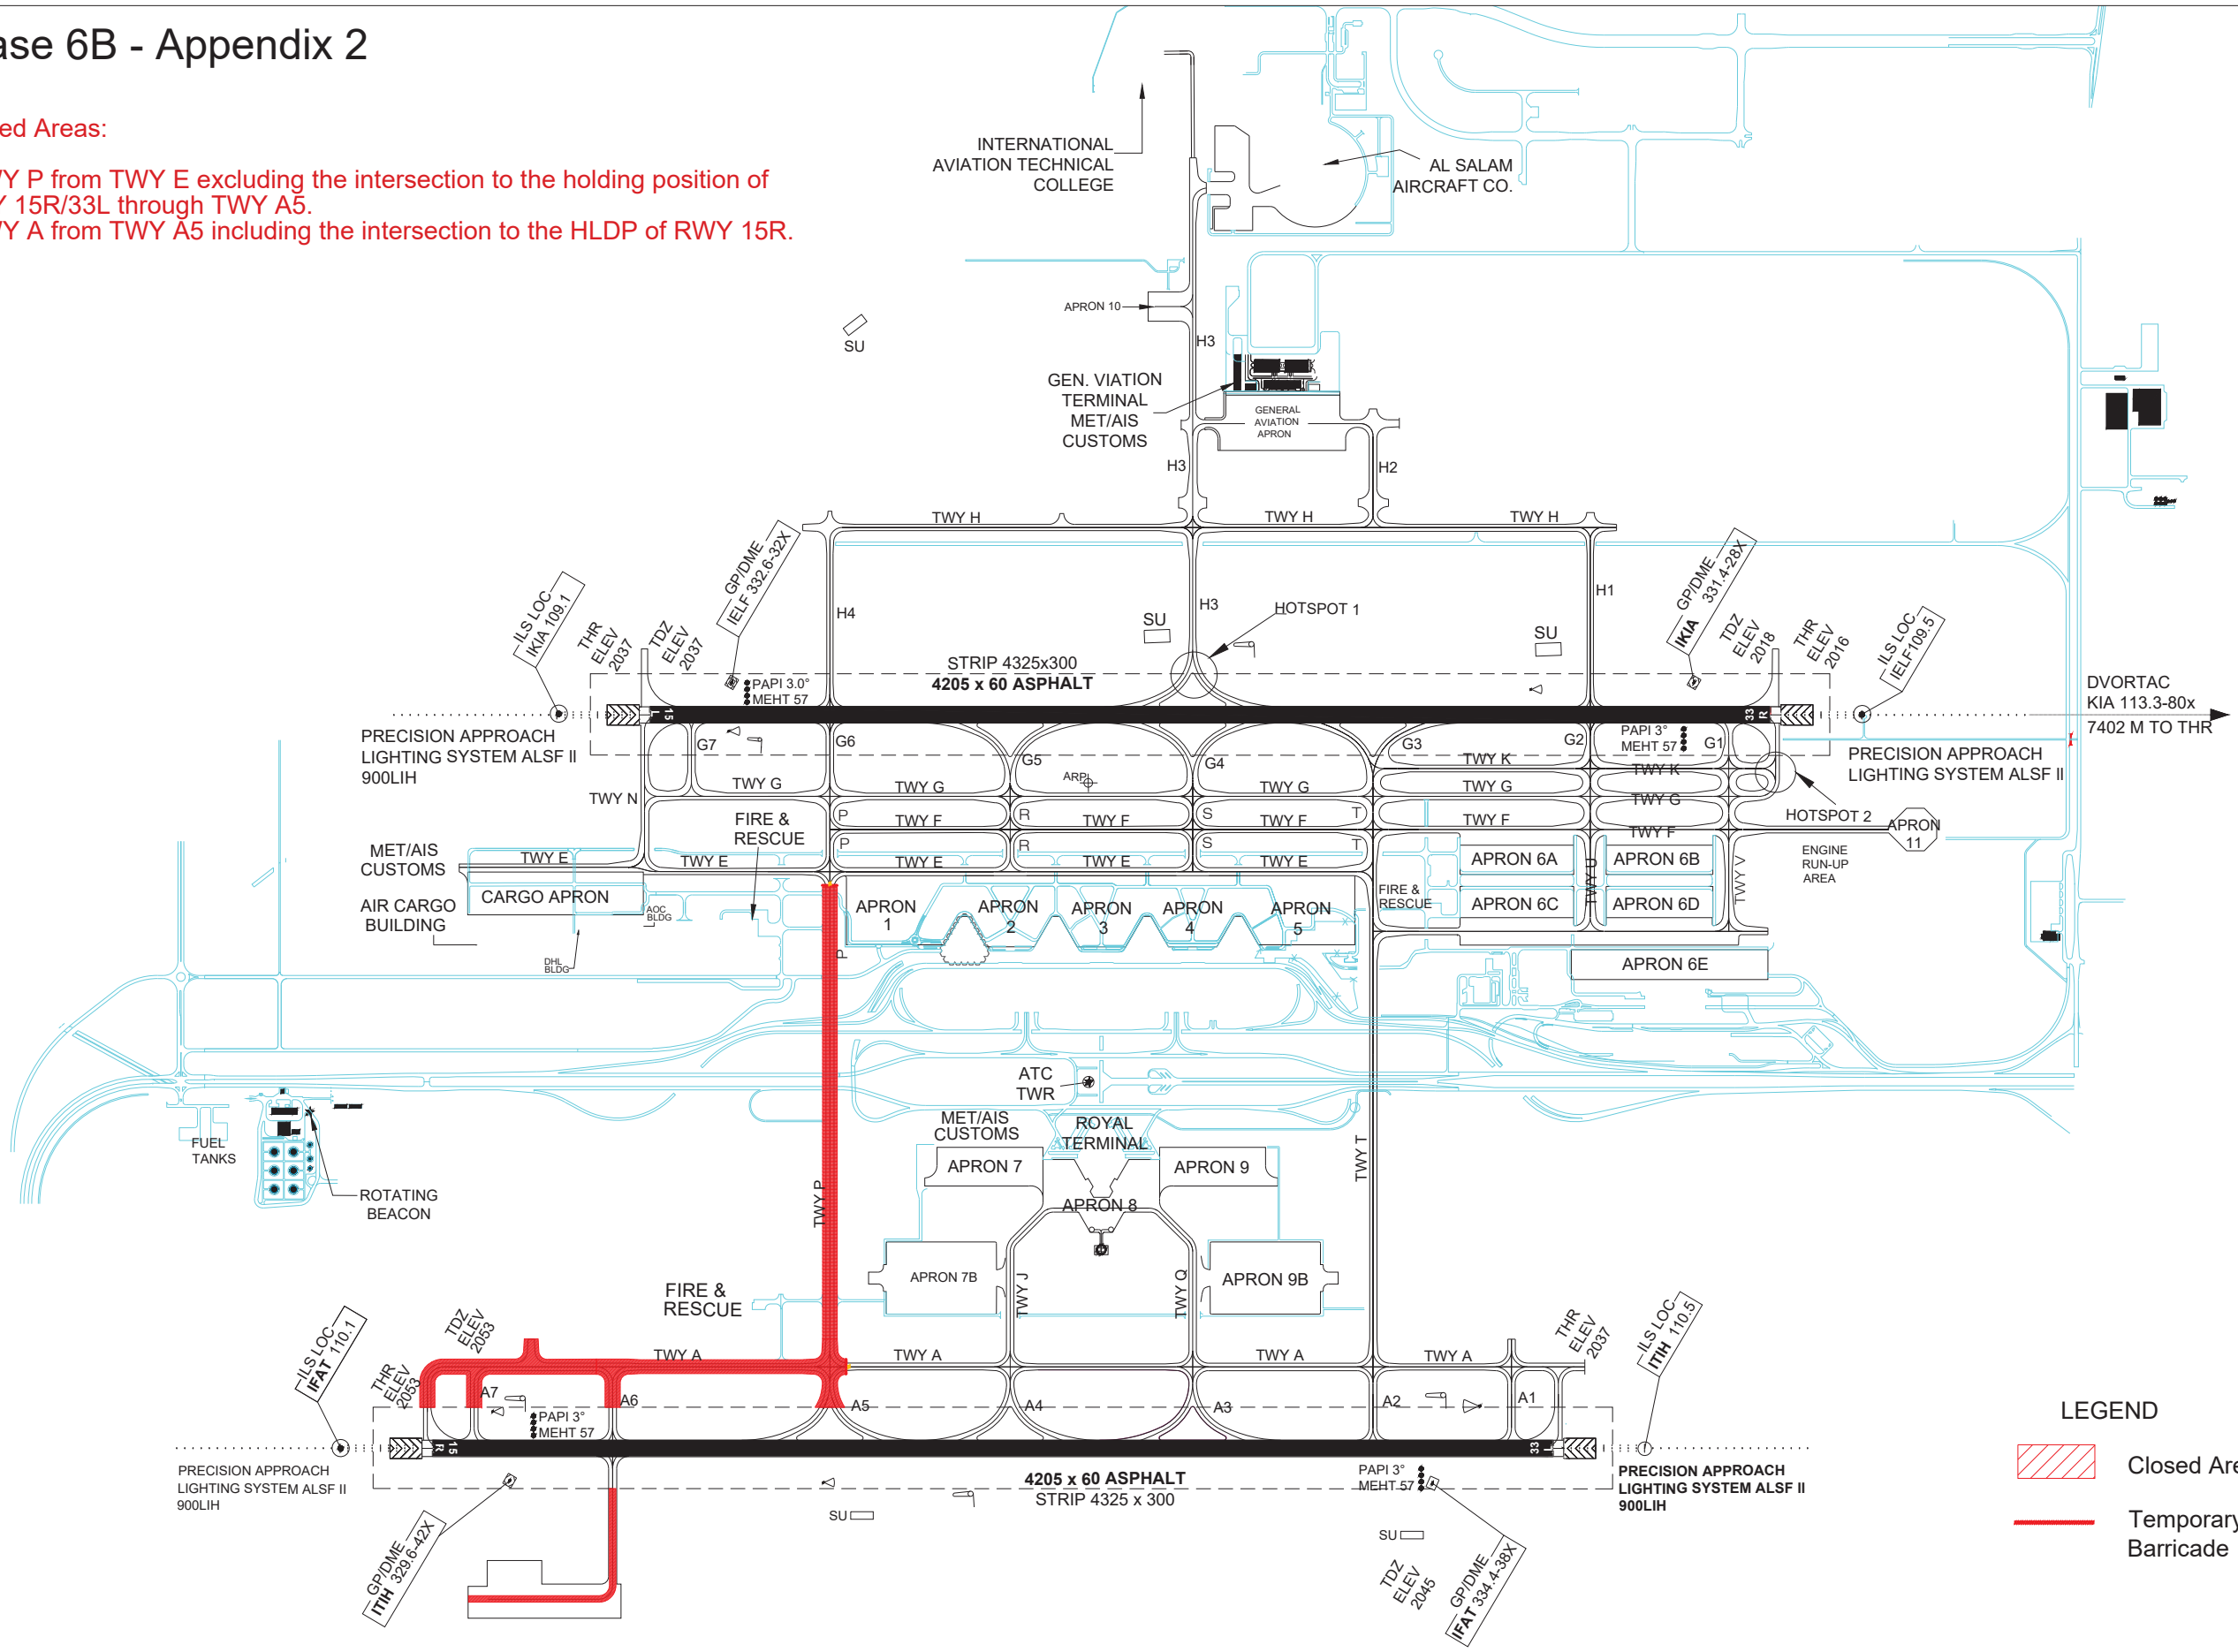 ase 6B - Appendix 2
ed Areas:
Y P from TWY E excluding the intersection to the holding position of
Y 15R/33L through TWY A5.
Y A from TWY A5 including the intersection to the HLDP of RWY 15R.
INTERNATIONAL
AVIATION TECHNICAL
COLLEGE
AL SALAM
AIRCRAFT CO.
APRON 10
H3
SU
GEN. VIATION
TERMINAL
MET/AIS
CUSTOMS
GENERAL
AVIATION
APRON
H3
H2
TWY H
TWY H
TWY H
ILS LOC
IKIA 109.1
THR
ELEV
2037
TDZ
ELEV
2037
GP/DME
IELF 332.6-32X
H4
SU
H3
HOTSPOT 1
SU
H1
GP/DME
IKIA 331.4-28X
TDZ
ELEV
2018
THR
ELEV
2016
ILS LOC
IELF109.5
STRIP 4325x300
4205 x 60 ASPHALT
PAPI 3.0°
MEHT 57
15
L
33
R
DVORTAC
KIA 113.3-80x
7402 M TO THR
PRECISION APPROACH
LIGHTING SYSTEM ALSF II
900LIH
G7
G6
G5
G4
G3
G2
PAPI 3°
MEHT 57
G1
PRECISION APPROACH
LIGHTING SYSTEM ALSF II
TWY K
TWY K
ARP
TWY N
TWY G
TWY G
TWY G
TWY G
TWY G
HOTSPOT 2
APRON
11
FIRE &
RESCUE
P
TWY F
R
TWY F
S
TWY F
T
TWY F
TWY F
P
R
S
T
MET/AIS
CUSTOMS
TWY E
TWY E
TWY E
TWY E
TWY E
APRON 6A
TWY U
APRON 6B
TWY V
ENGINE
RUN-UP
AREA
AIR CARGO
BUILDING
CARGO APRON
AOC
BLDG
DHL
BLDG
P
APRON
1
APRON
2
APRON
3
APRON
4
APRON
5
FIRE &
RESCUE
APRON 6C
APRON 6D
APRON 6E
ATC
TWR
MET/AIS
CUSTOMS
ROYAL
TERMINAL
FUEL
TANKS
ROTATING
BEACON
APRON 7
APRON 9
APRON 8
TWY P
TWY T
APRON 7B
TWY J
TWY Q
APRON 9B
FIRE &
RESCUE
ILS LOC
IFAT 110.1
THR
ELEV
2053
TDZ
ELEV
2053
TWY A
TWY A
TWY A
TWY A
THR
ELEV
2037
ILS LOC
ITIH 110.5
A7
A6
A5
A4
A3
A2
A1
PAPI 3°
MEHT 57
15
R
33
L
PRECISION APPROACH
LIGHTING SYSTEM ALSF II
900LIH
4205 x 60 ASPHALT
STRIP 4325 x 300
PAPI 3°
MEHT 57
PRECISION APPROACH
LIGHTING SYSTEM ALSF II
900LIH
SU
SU
GP/DME
ITIH 329.6-42X
TDZ
ELEV
2045
GP/DME
IFAT 334.4-38X
LEGEND
Closed Are
Temporary
Barricade